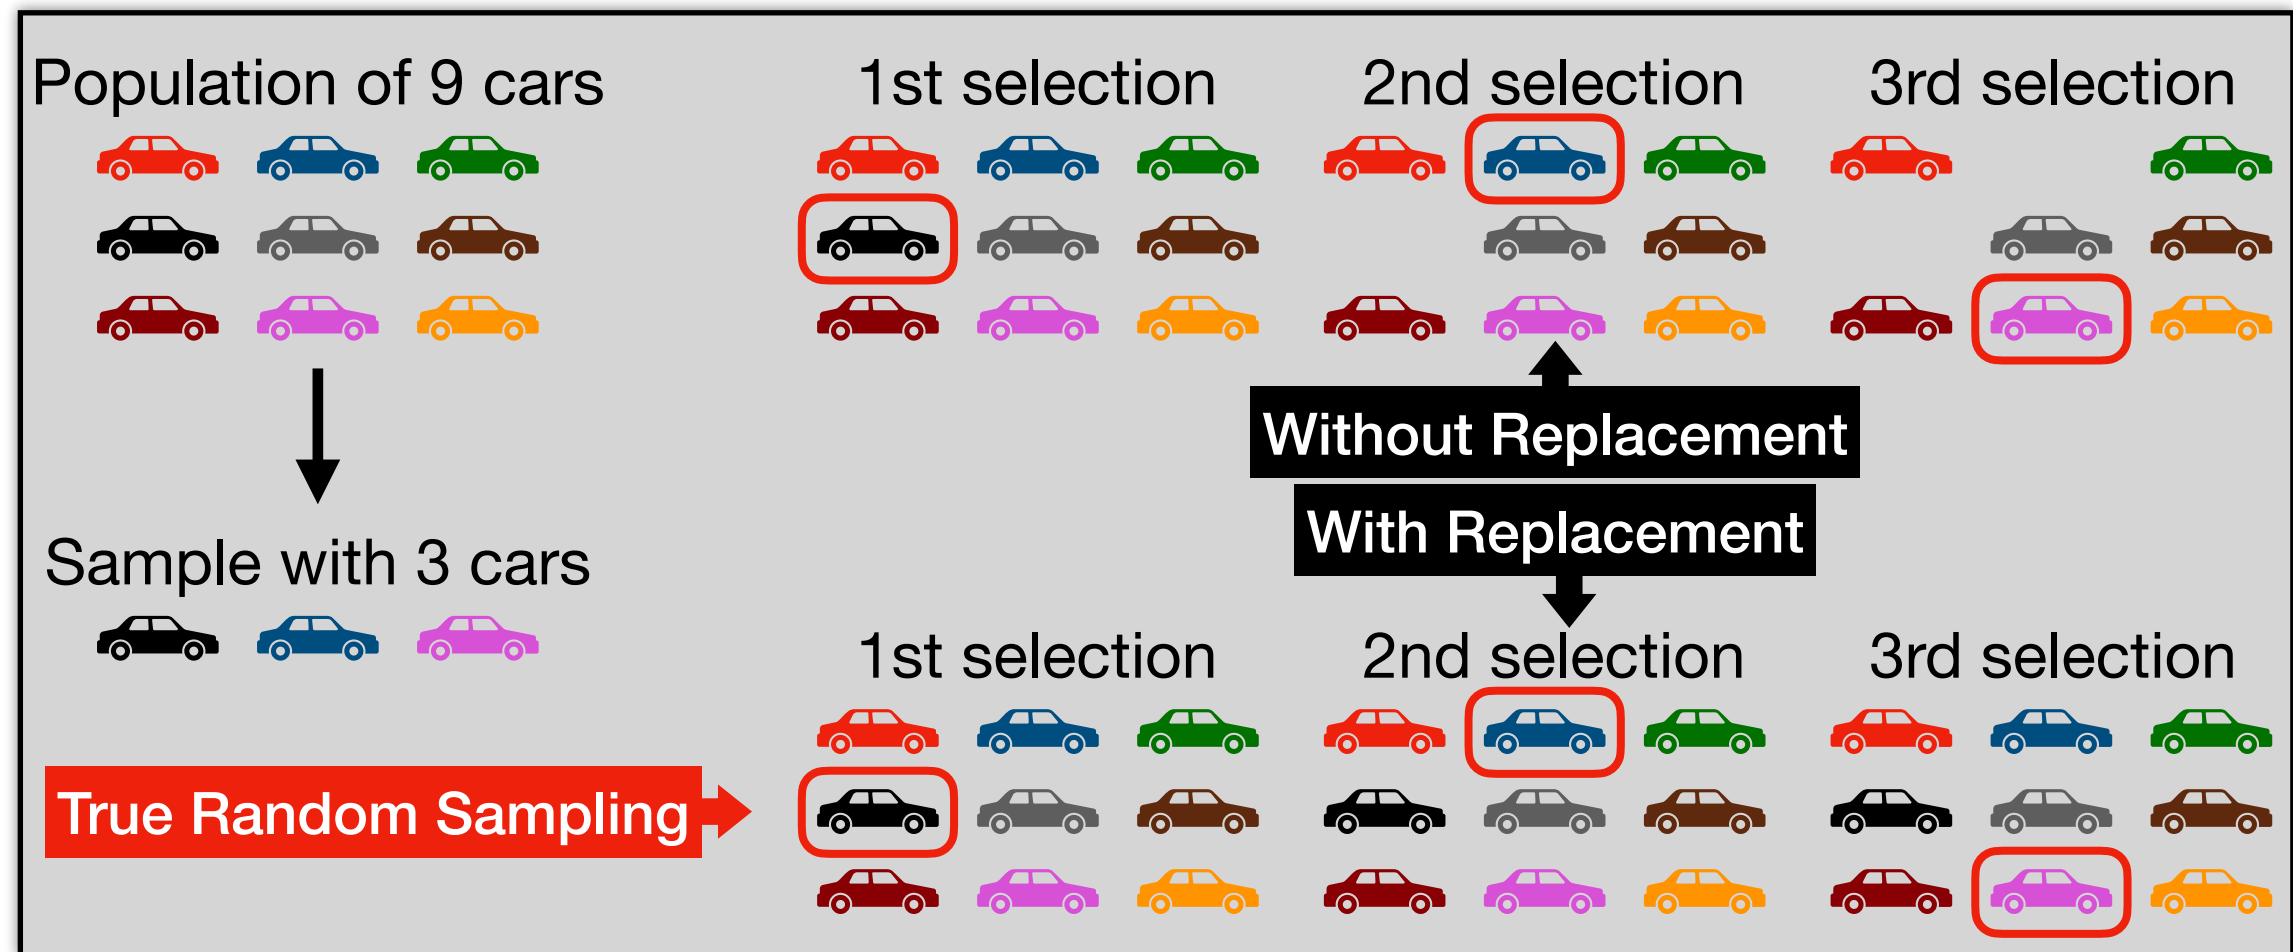 Population of 9 cars
1st selection
2nd selection
3rd selection
Without Replacement
With Replacement
Sample with 3 cars
1st selection
2nd selection
3rd selection
True Random Sampling